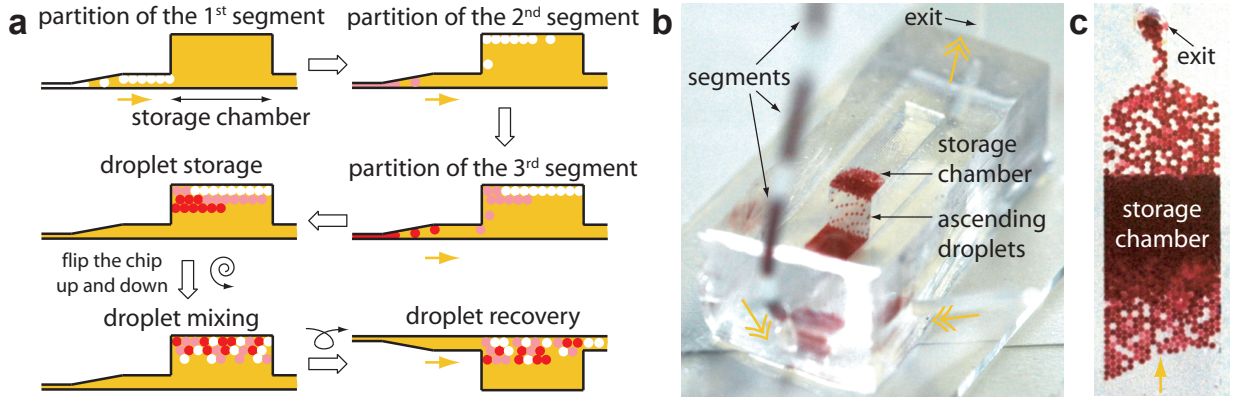 a
partition of the 1st segment
storage chamber
partition of the 2nd segment
droplet storage
partition of the 3rd segment
flip the chip
up and down
droplet mixing
droplet recovery
b
exit
segments
storage
chamber
ascending
droplets
c
exit
storage
chamber